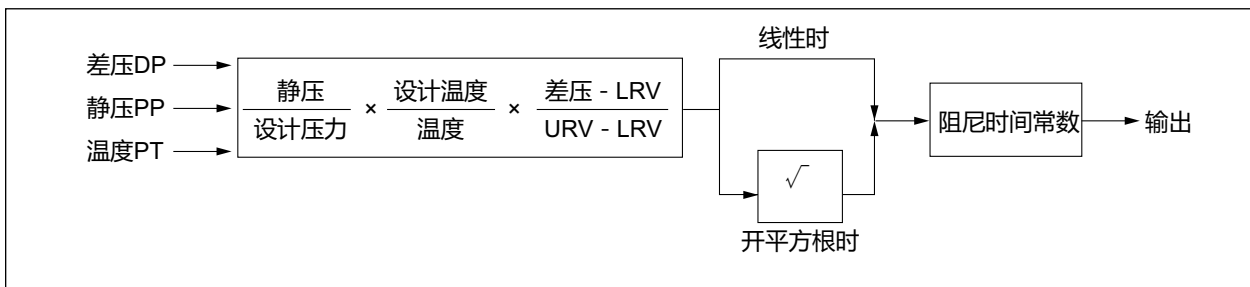 线性时
差压DP
静压PP
温度PT
静压 × 设计温度 × 差压 - LRV
设计压力 温度 URV - LRV
阻尼时间常数
输出
√
开平方根时